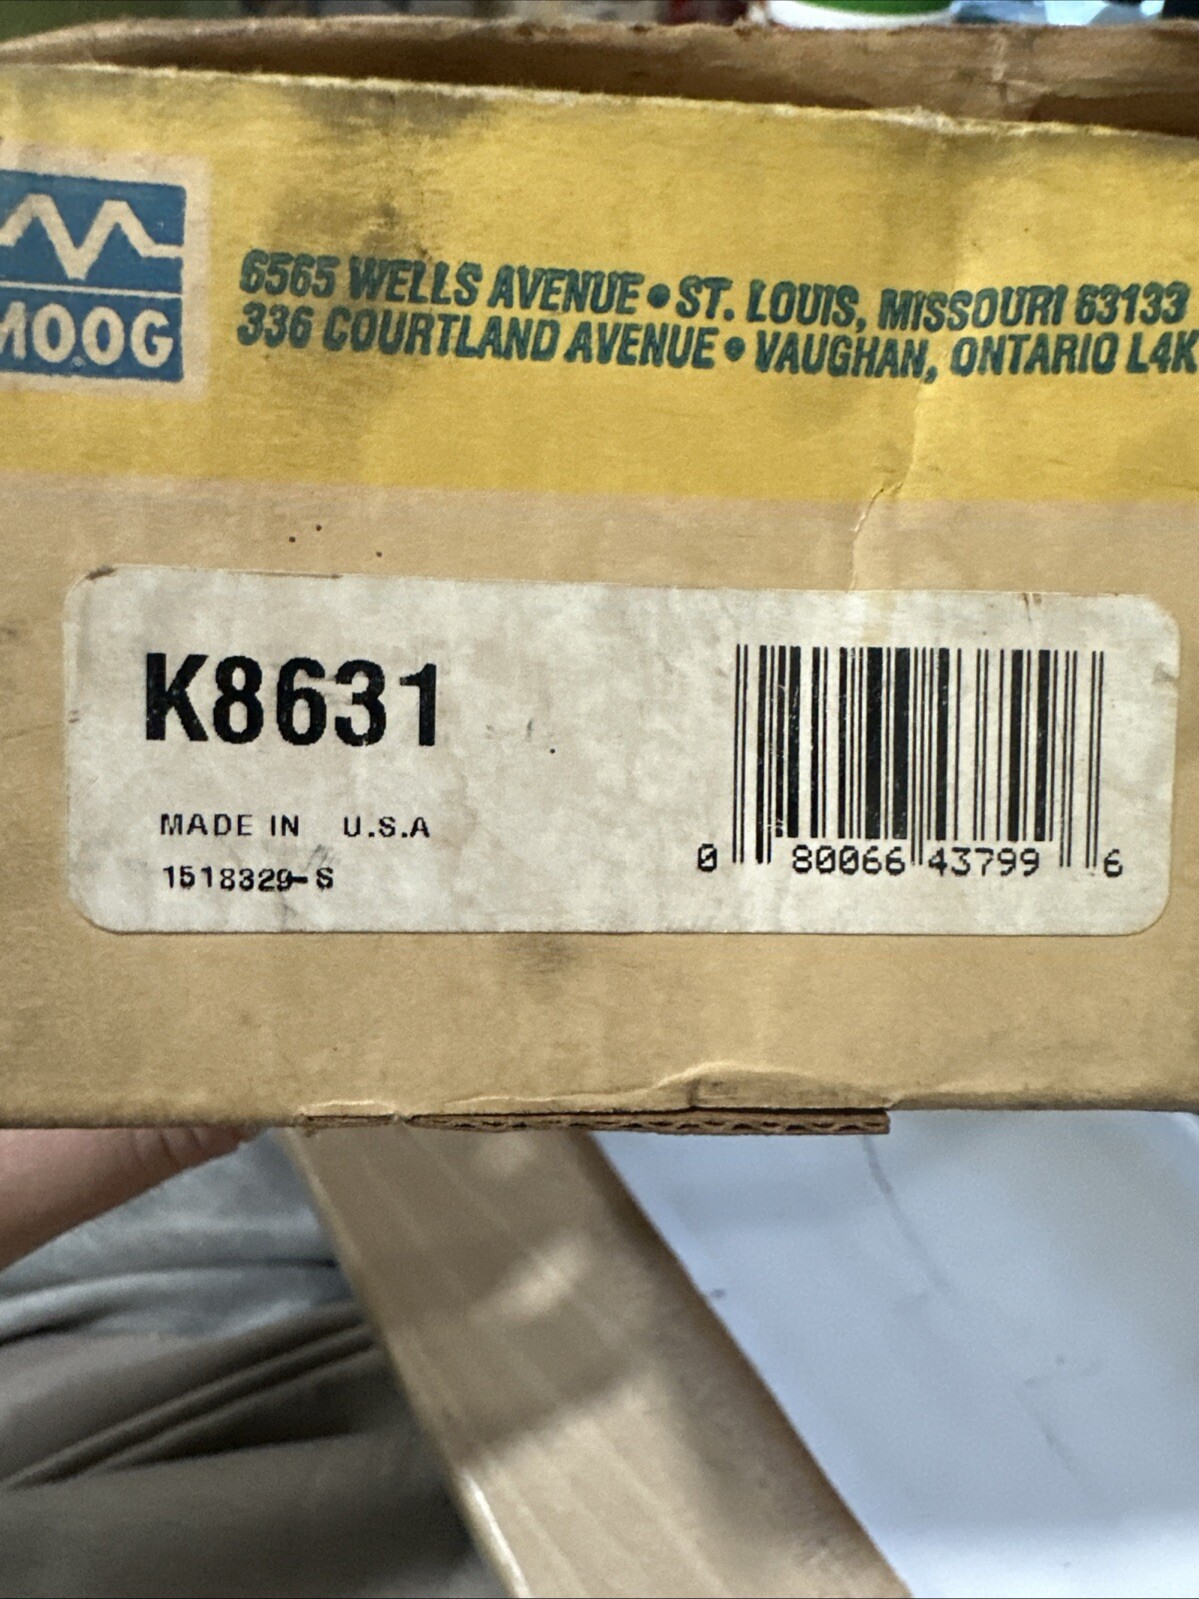 MOOG
6565 WELLS AVENUE • ST. LOUIS, MISSOURI 63133
336 COURTLAND AVENUE • VAUGHAN, ONTARIO L4K
K8631
MADE IN U.S.A
1518329-S
0 80066 43799 6